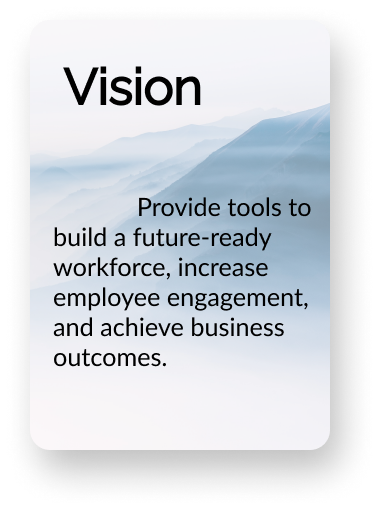 Vision
Provide tools to
build a future-ready
workforce, increase
employee engagement,
and achieve business
outcomes.